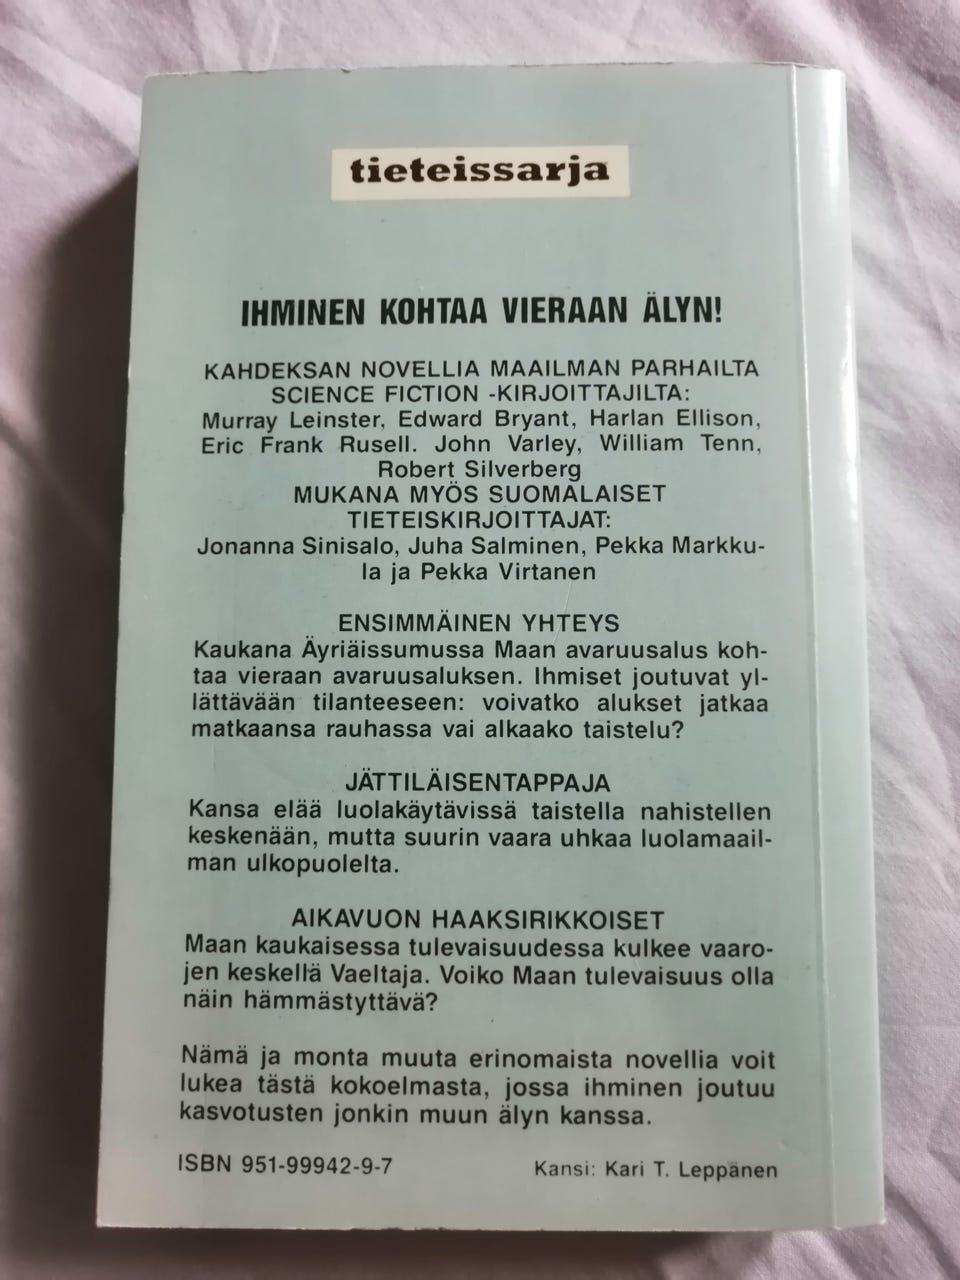 tieteissarja
IHMINEN KOHTAA VIERAAN ÄLYN!
KAHDEKSAN NOVELLIA MAAILMAN PARHAILTA
SCIENCE FICTION -KIRJOITTAJILTA:
Murray Leinster, Edward Bryant, Harlan Ellison,
Eric Frank Rusell. John Varley, William Tenn,
Robert Silverberg
MUKANA MYÖS SUOMALAISET
TIETEISKIRJOITTAJAT:
Jonanna Sinisalo, Juha Salminen, Pekka Markku-
la ja Pekka Virtanen
ENSIMMÄINEN YHTEYS
Kaukana Äyriäissumussa Maan avaruusalus koh-
taa vieraan avaruusaluksen. Ihmiset joutuvat yl-
lättävään tilanteeseen: voivatko alukset jatkaa
matkaansa rauhassa vai alkaako taistelu?
JÄTTILÄISENTAPPAJA
Kansa elää luolakäytävissä taistella nahistellen
keskenään, mutta suurin vaara uhkaa luolamaail-
man ulkopuolelta.
AIKAVUON HAAKSIRIKKOISET
Maan kaukaisessa tulevaisuudessa kulkee vaaro-
jen keskellä Vaeltaja. Voiko Maan tulevaisuus olla
näin hämmästyttävä?
Nämä ja monta muuta erinomaista novellia voit
lukea tästä kokoelmasta, jossa ihminen joutuu
kasvotusten jonkin muun älyn kanssa.
ISBN 951-99942-9-7
Kansi: Kari T. Leppänen